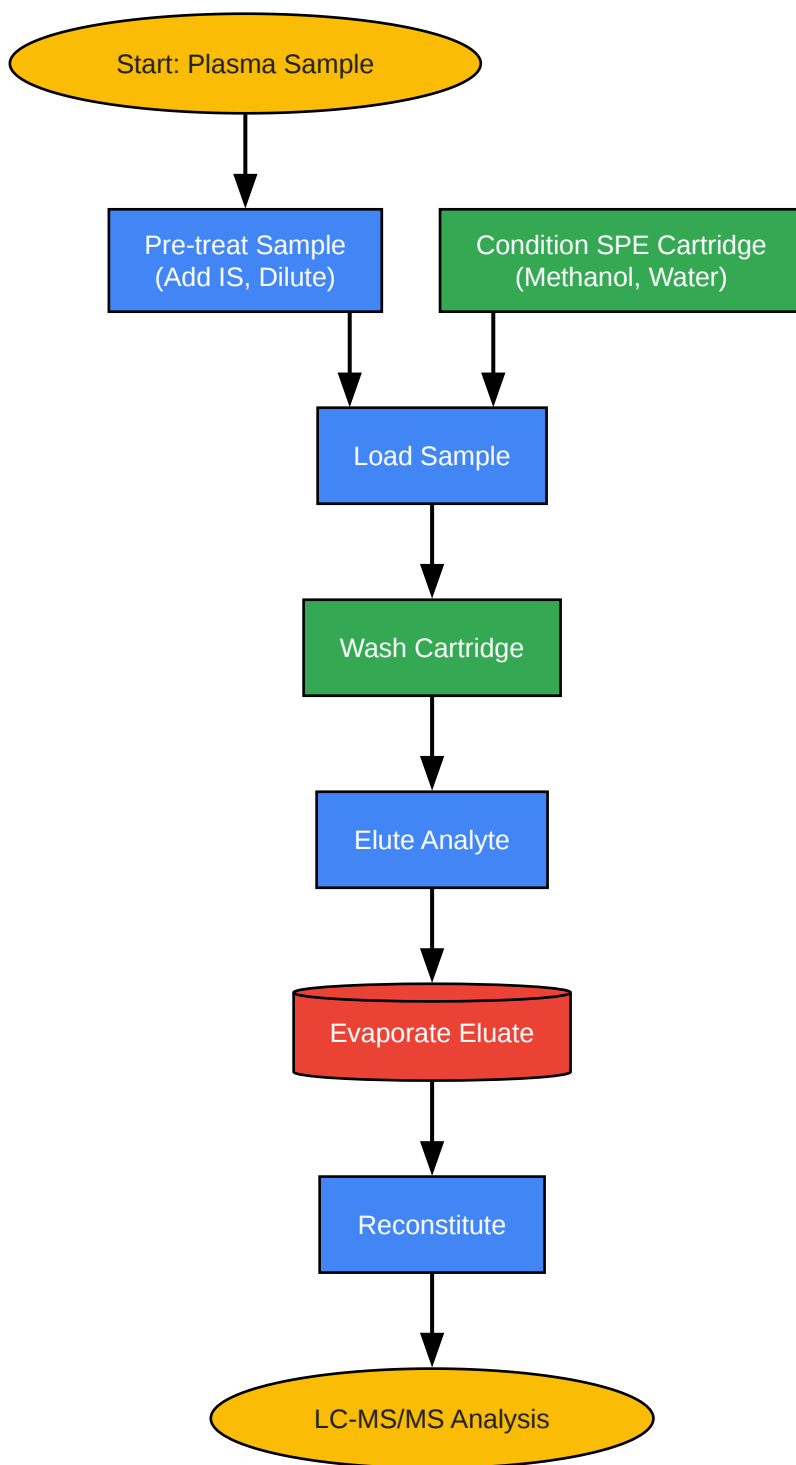 Start: Plasma Sample
Pre-treat Sample
(Add IS, Dilute)
Condition SPE Cartridge
(Methanol, Water)
Load Sample
Wash Cartridge
Elute Analyte
Evaporate Eluate
Reconstitute
LC-MS/MS Analysis